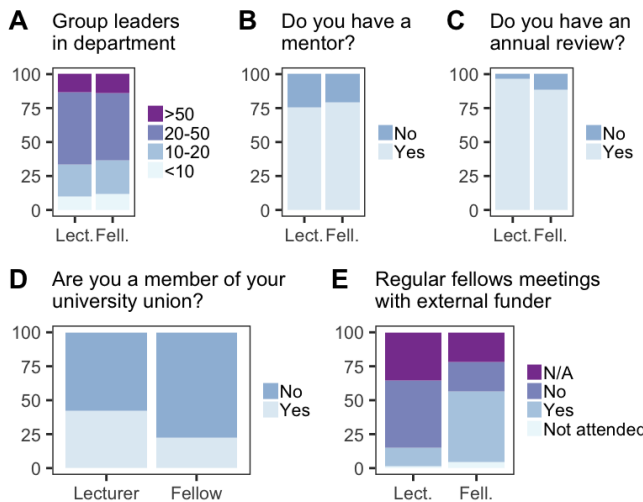 A Group leaders
in department
100
75
50
25
0
Lect. Fell.
>50
20-50
10-20
<10
B Do you have a
mentor?
100
75
50
25
0
Lect. Fell.
No
Yes
C Do you have an
annual review?
100
75
50
25
0
Lect. Fell.
No
Yes
D Are you a member of your
university union?
100
75
50
25
0
Lecturer Fellow
No
Yes
E Regular fellows meetings
with external funder
100
75
50
25
0
Lect. Fell.
N/A
No
Yes
Not attended